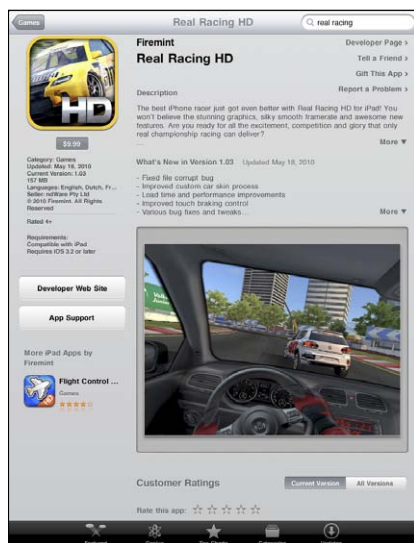 Games
Real Racing HD
real racing
Firemint
Real Racing HD
Developer Page
Tell a Friend
Gift This App
Report a Problem
HD
Description
The best iPhone racer just got even better with Real Racing HD for iPad! You
won't believe the stunning graphics, silky smooth framerate and awesome new
features. Are you ready for all the excitement, competition and glory that only
real championship racing can deliver?
...
More ▼
$9.99
Category: Games
Updated: May 18, 2010
Current Version: 1.03
157 MB
Languages: English, Dutch, Fr...
Seller: ndWare Pty Ltd
© 2010 Firemint. All Rights
Reserved
Rated 4+
Requirements:
Compatible with iPad
Requires iOS 3.2 or later
What's New in Version 1.03 Updated May 18, 2010
- Fixed file corrupt bug
- Improved custom car skin process
- Load time and performance improvements
- Improved touch braking control
- Various bug fixes and tweaks...
More ▼
Developer Web Site
App Support
More iPad Apps by
Firemint
Flight Control ...
Games
Customer Ratings
Current Version
All Versions
Rate this app:
Featured
Genius
Top Charts
Categories
Updates